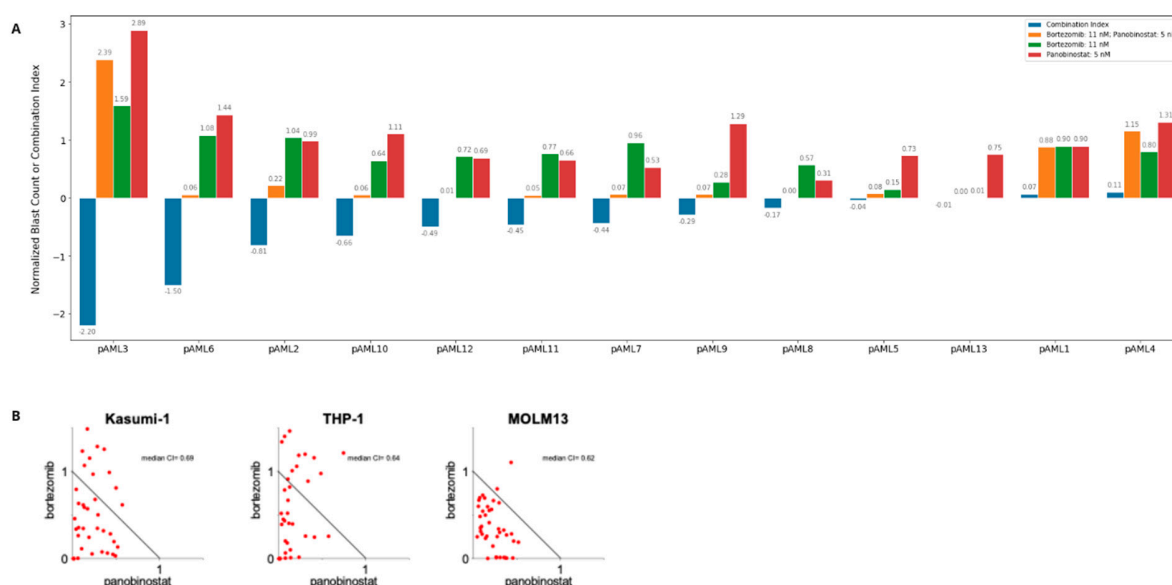 A
Normalized Blast Count or Combination Index
3
2
1
0
−1
−2
Combination Index
Bortezomib: 11 nM; Panobinostat: 5 n
Bortezomib: 11 nM
Panobinostat: 5 nM
-2.20 2.39 1.59 2.89
-1.50 0.06 1.08 1.44
-0.81 0.22 1.04 0.99
-0.66 0.06 0.64 1.11
-0.49 0.01 0.72 0.69
-0.45 0.05 0.77 0.66
-0.44 0.07 0.96 0.53
-0.29 0.07 0.28 1.29
-0.17 0.00 0.57 0.31
-0.04 0.08 0.15 0.73
-0.01 0.00 0.01 0.75
0.07 0.88 0.90 0.90
0.11 1.15 0.80 1.31
pAML3 pAML6 pAML2 pAML10 pAML12 pAML11 pAML7 pAML9 pAML8 pAML5 pAML13 pAML1 pAML4
B
Kasumi-1
median CI= 0.69
bortezomib
1
0
1
panobinostat
THP-1
median CI= 0.64
bortezomib
1
0
1
panobinostat
MOLM13
median CI= 0.62
bortezomib
1
0
1
panobinostat